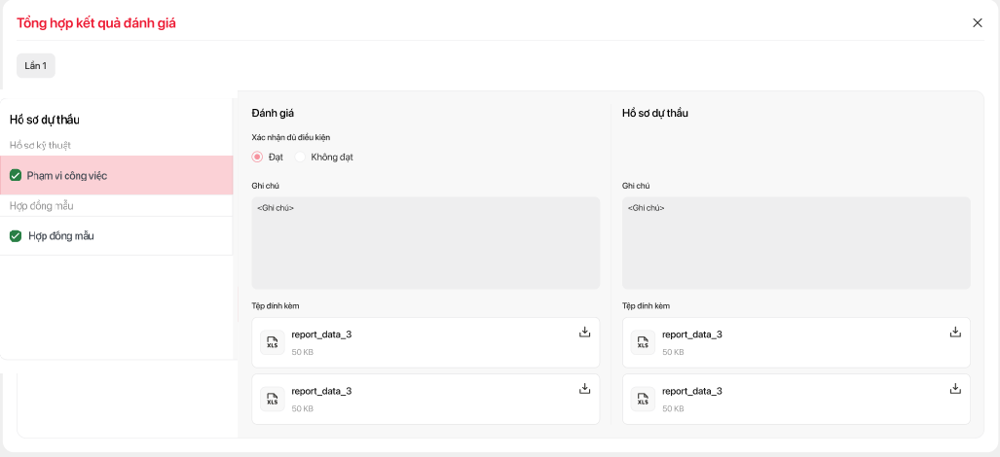 Tổng hợp kết quả đánh giá
Lần 1
Hồ sơ dự thầu
Hồ sơ kỹ thuật
Phạm vi công việc
Hợp đồng mẫu
Hợp đồng mẫu
Đánh giá
Xác nhận đủ điều kiện
Đạt
Không đạt
Ghi chú
<Ghi chú>
Tệp đính kèm
XLS
report_data_3
50 KB
XLS
report_data_3
50 KB
Hồ sơ dự thầu
Ghi chú
<Ghi chú>
Tệp đính kèm
XLS
report_data_3
50 KB
XLS
report_data_3
50 KB